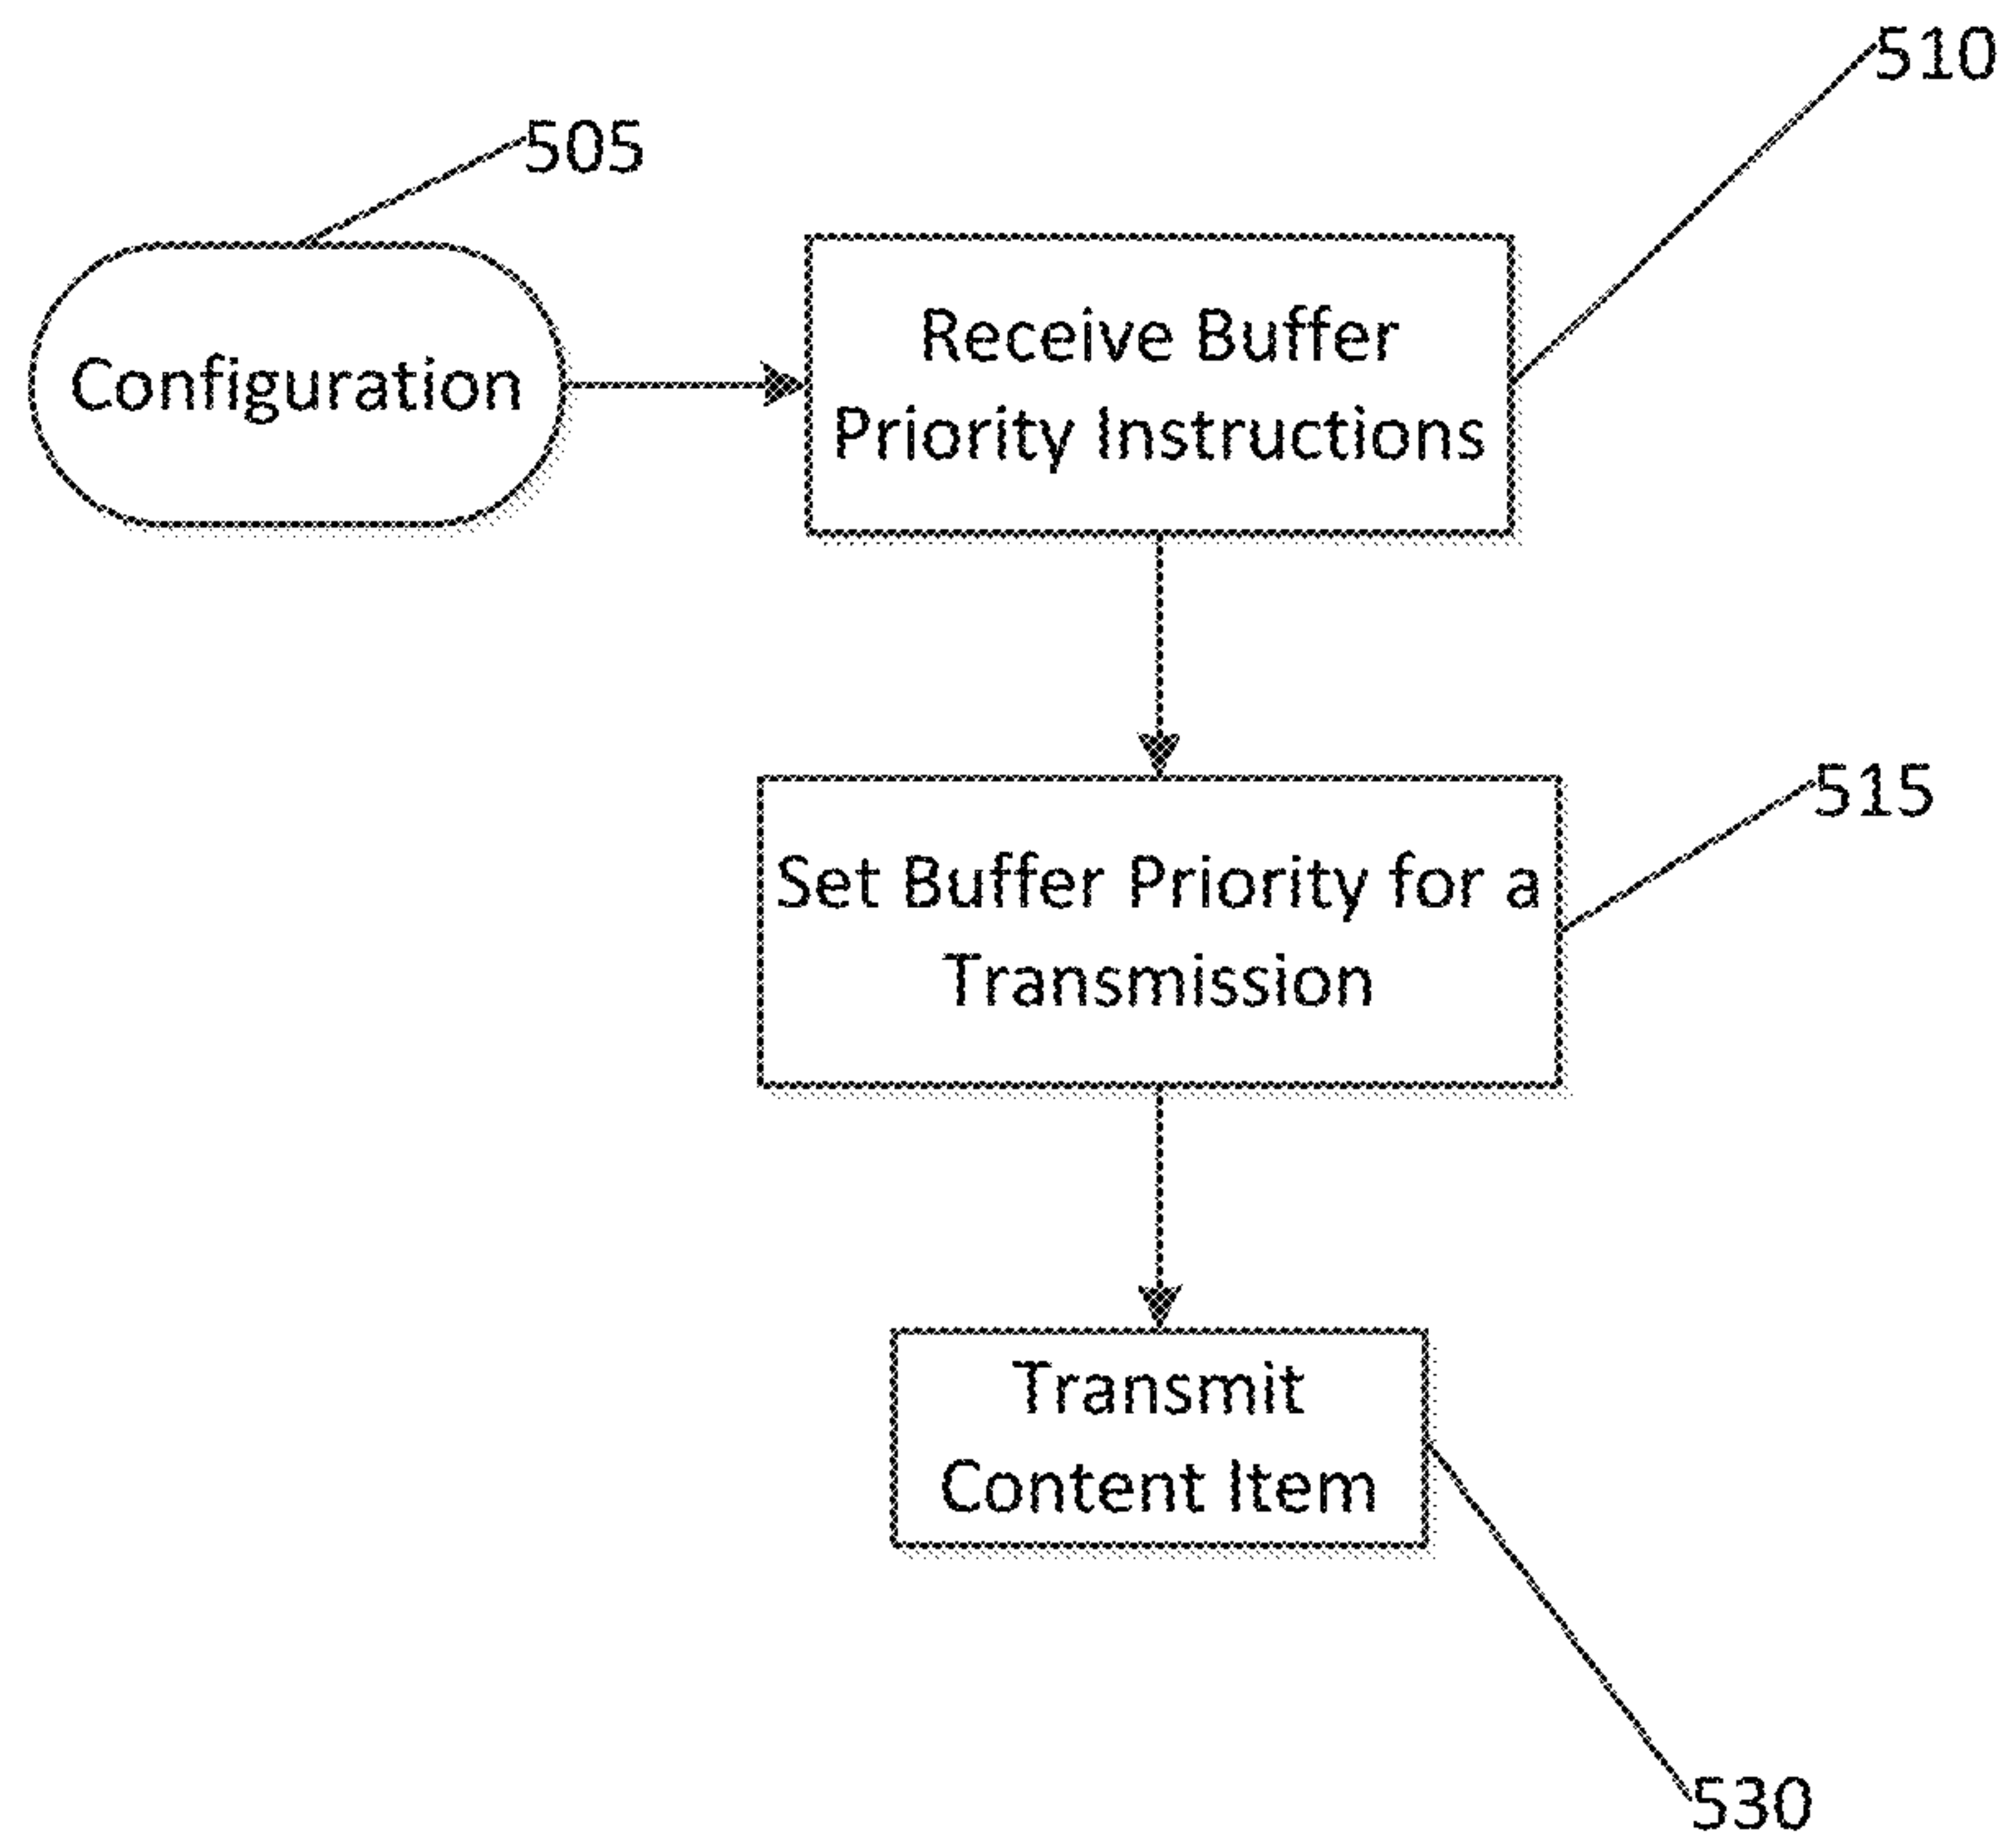 510
505
Configuration
Receive Buffer
Priority Instructions
515
Set Buffer Priority for a
Transmission
Transmit
Content Item
530